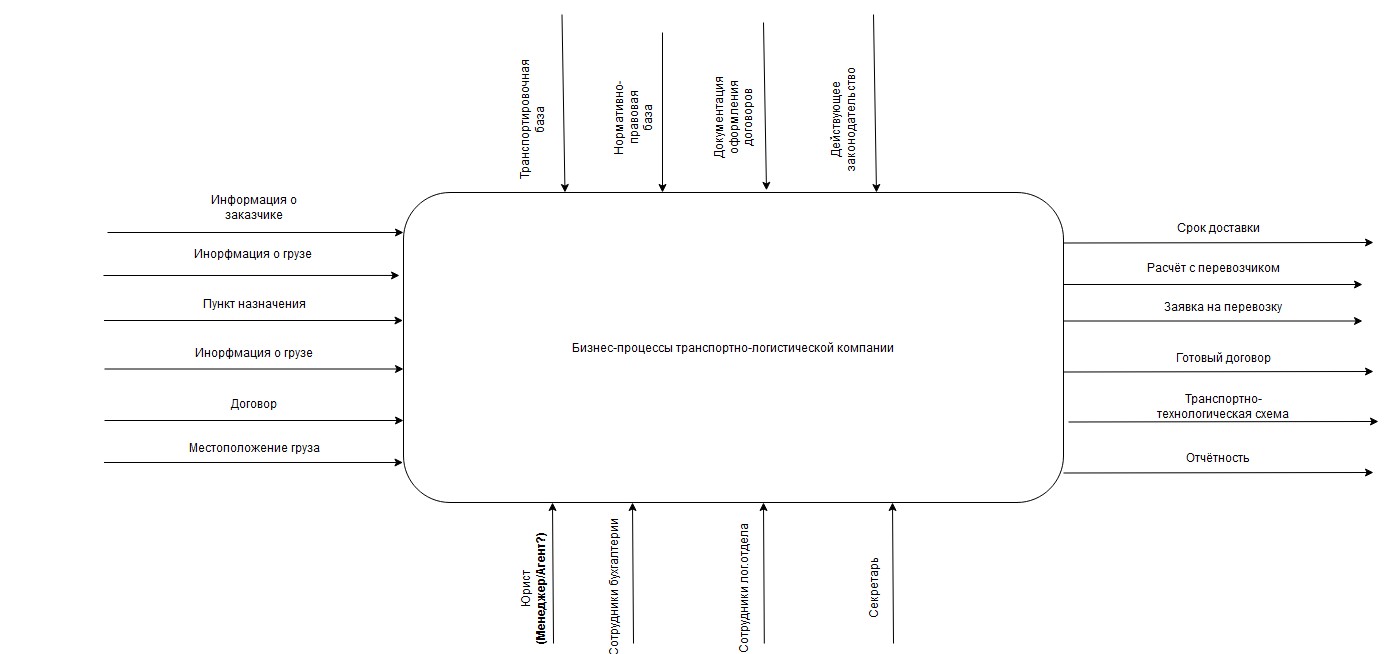 Транспортировочная
база
Нормативно-
правовая
база
Документация
оформления
договоров
Действующее
законодательство
Информация о
заказчике
Инорфмация о грузе
Пункт назначения
Инорфмация о грузе
Договор
Местоположение груза
Бизнес-процессы транспортно-логистической компании
Срок доставки
Расчёт с перевозчиком
Заявка на перевозку
Готовый договор
Транспортно-
технологическая схема
Отчётность
Юрист
(Менеджер/Агент?)
Сотрудники бухгалтерии
Сотрудники лог.отдела
Секретарь